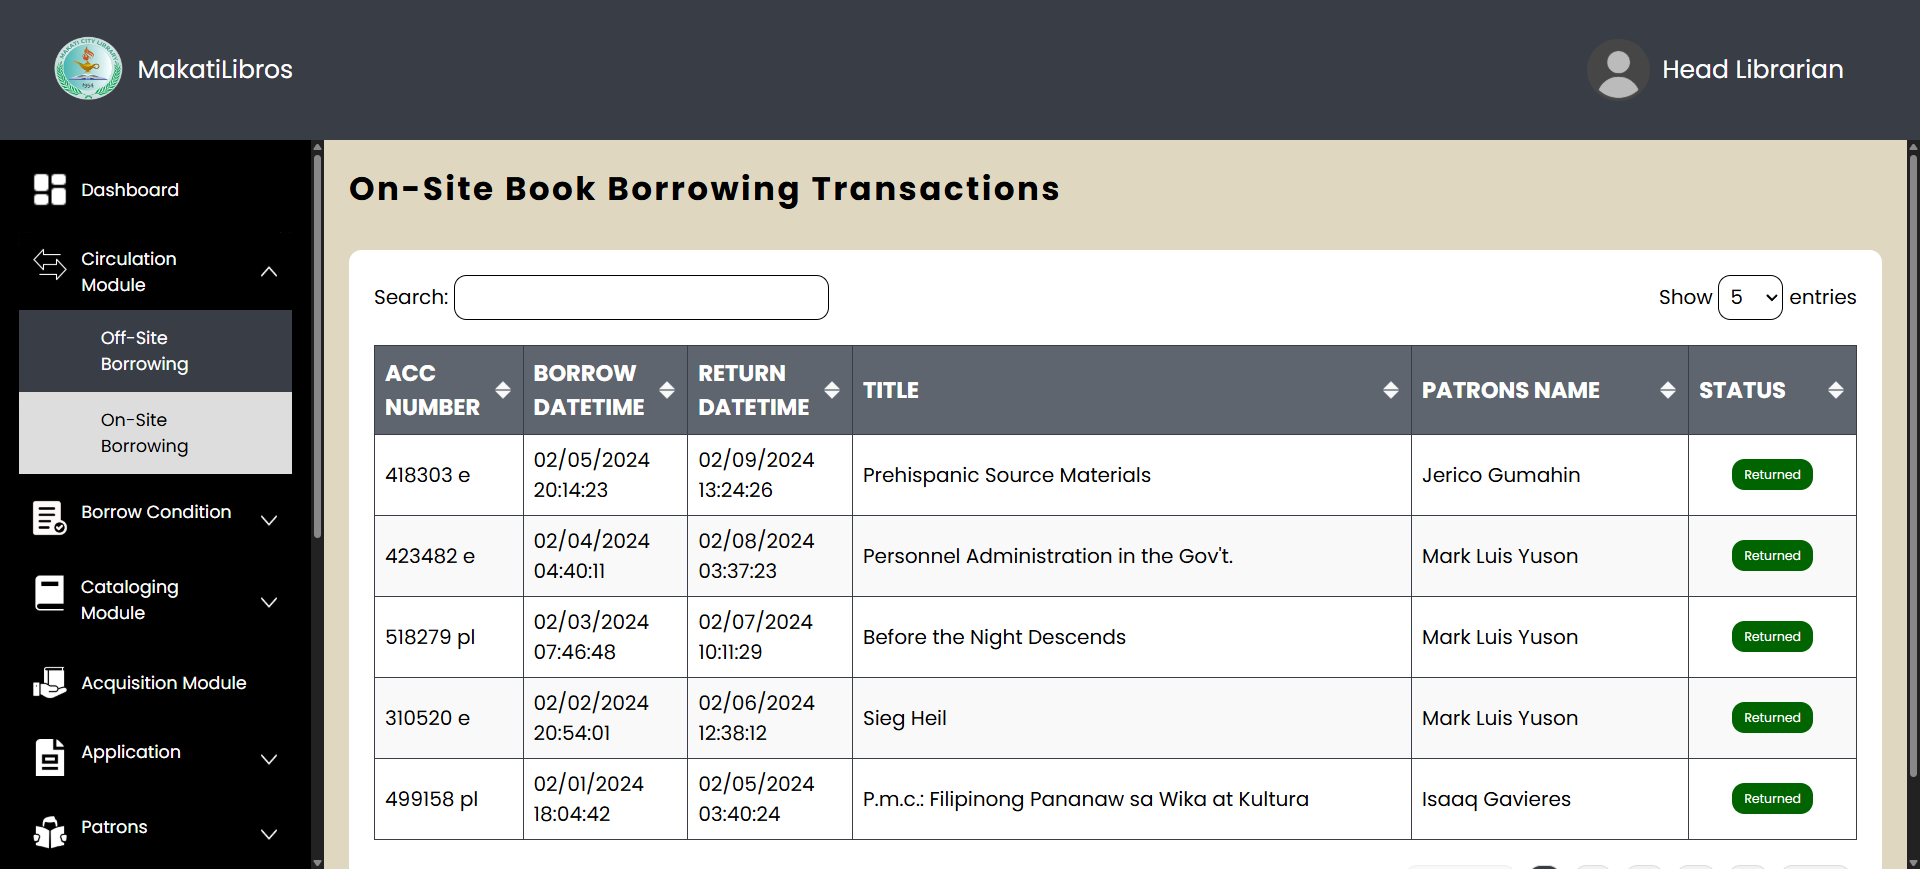 MAKATI CITY LIBRARY
1954
MakatiLibros
Head Librarian
Dashboard
Circulation
Module
Off-Site
Borrowing
On-Site
Borrowing
Borrow Condition
Cataloging
Module
Acquisition Module
Application
Patrons
On-Site Book Borrowing Transactions
Search:
Show 5 entries
ACC
NUMBER
BORROW
DATETIME
RETURN
DATETIME
TITLE
PATRONS NAME
STATUS
418303 e
02/05/2024
20:14:23
02/09/2024
13:24:26
Prehispanic Source Materials
Jerico Gumahin
Returned
423482 e
02/04/2024
04:40:11
02/08/2024
03:37:23
Personnel Administration in the Gov't.
Mark Luis Yuson
Returned
518279 pl
02/03/2024
07:46:48
02/07/2024
10:11:29
Before the Night Descends
Mark Luis Yuson
Returned
310520 e
02/02/2024
20:54:01
02/06/2024
12:38:12
Sieg Heil
Mark Luis Yuson
Returned
499158 pl
02/01/2024
18:04:42
02/05/2024
03:40:24
P.m.c.: Filipinong Pananaw sa Wika at Kultura
Isaaq Gavieres
Returned